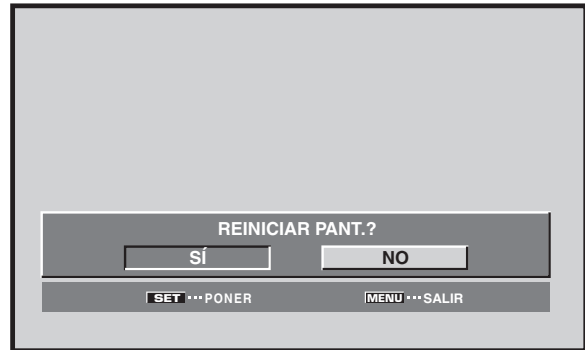 REINICIAR PANT.?
SÍ NO
SET ··· PONER MENU ··· SALIR